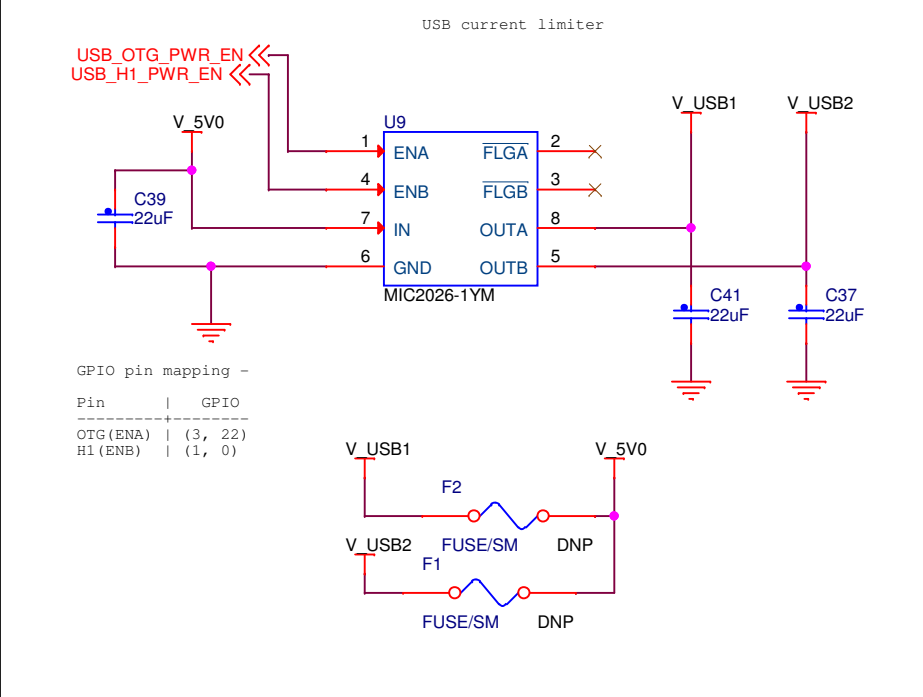 USB current limiter
USB_OTG_PWR_EN
USB_H1_PWR_EN
V_5V0
V_USB1
V_USB2
U9
1 ENA FLGA 2
4 ENB FLGB 3
7 IN OUTA 8
6 GND OUTB 5
MIC2026-1YM
C39
22uF
C41
22uF
C37
22uF
GPIO pin mapping -
Pin | GPIO
---------+--------
OTG(ENA) | (3, 22)
H1(ENB) | (1, 0)
V_USB1
V_5V0
F2
FUSE/SM DNP
V_USB2
F1
FUSE/SM DNP